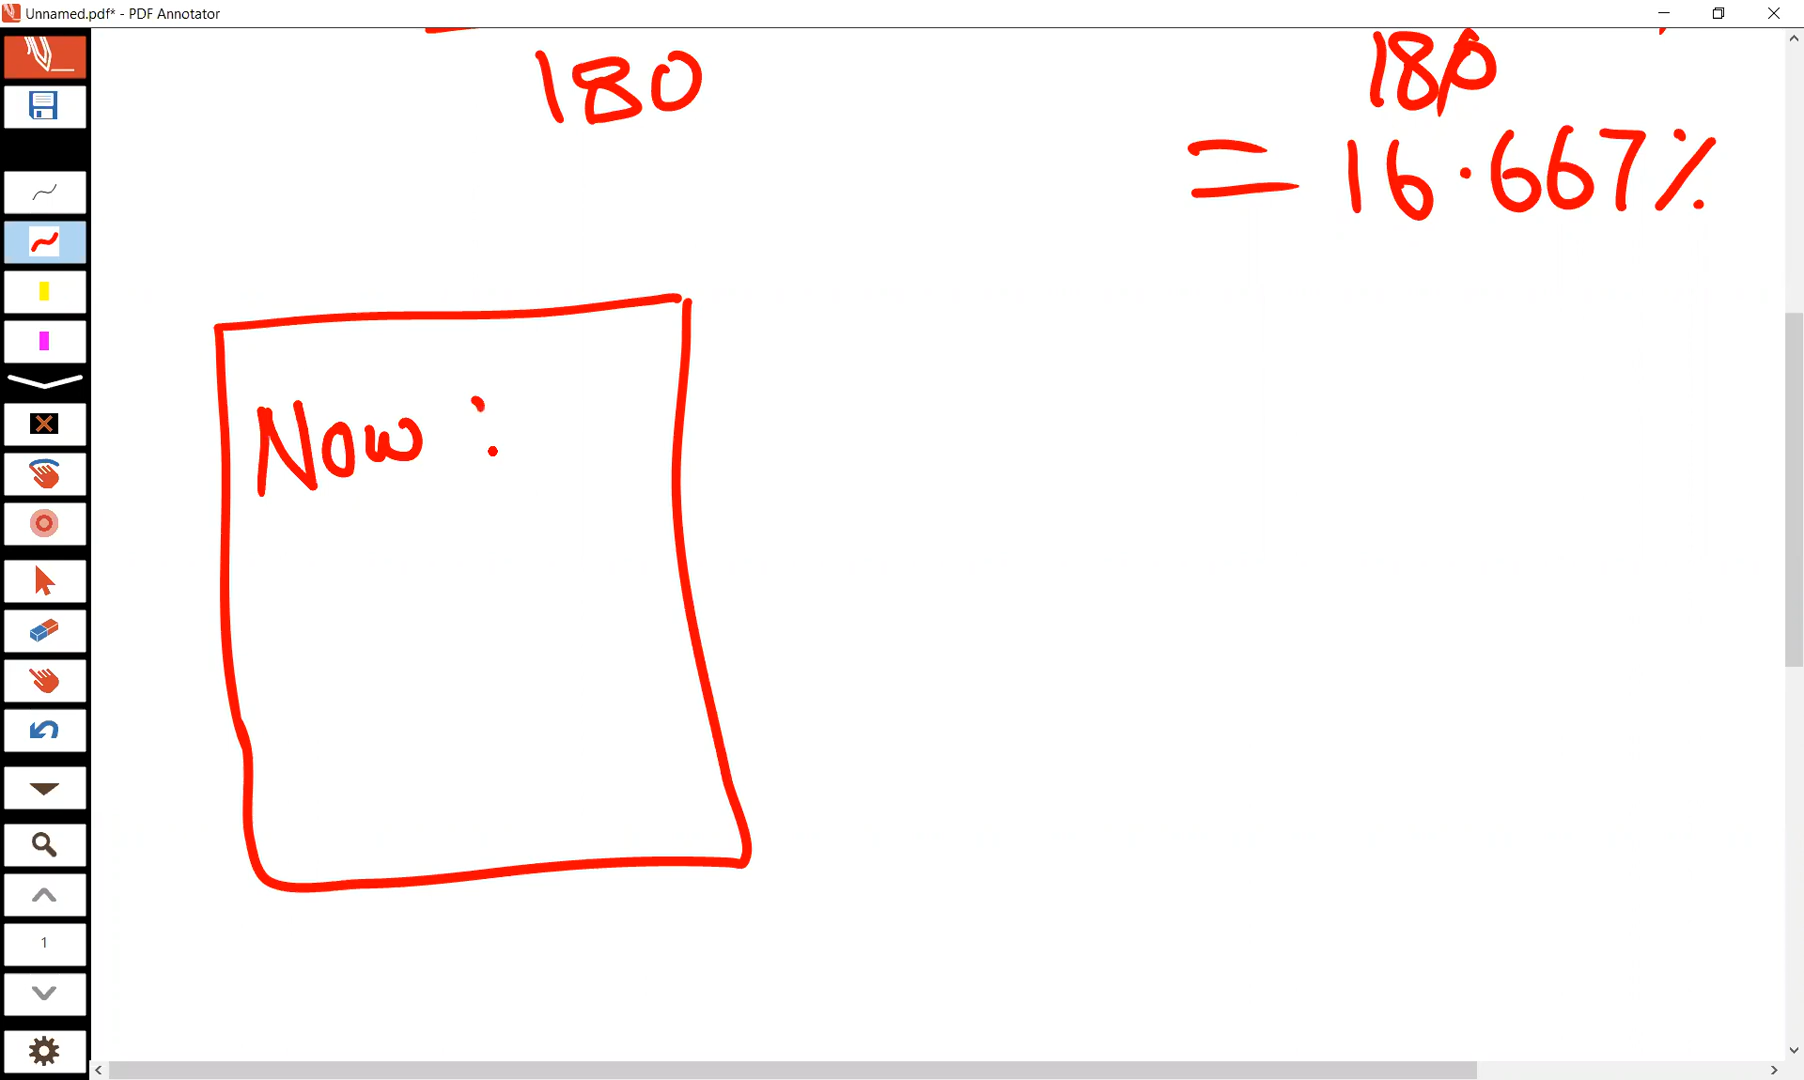 Unnamed.pdf* - PDF Annotator
180
180
= 16.667%
Now :
1